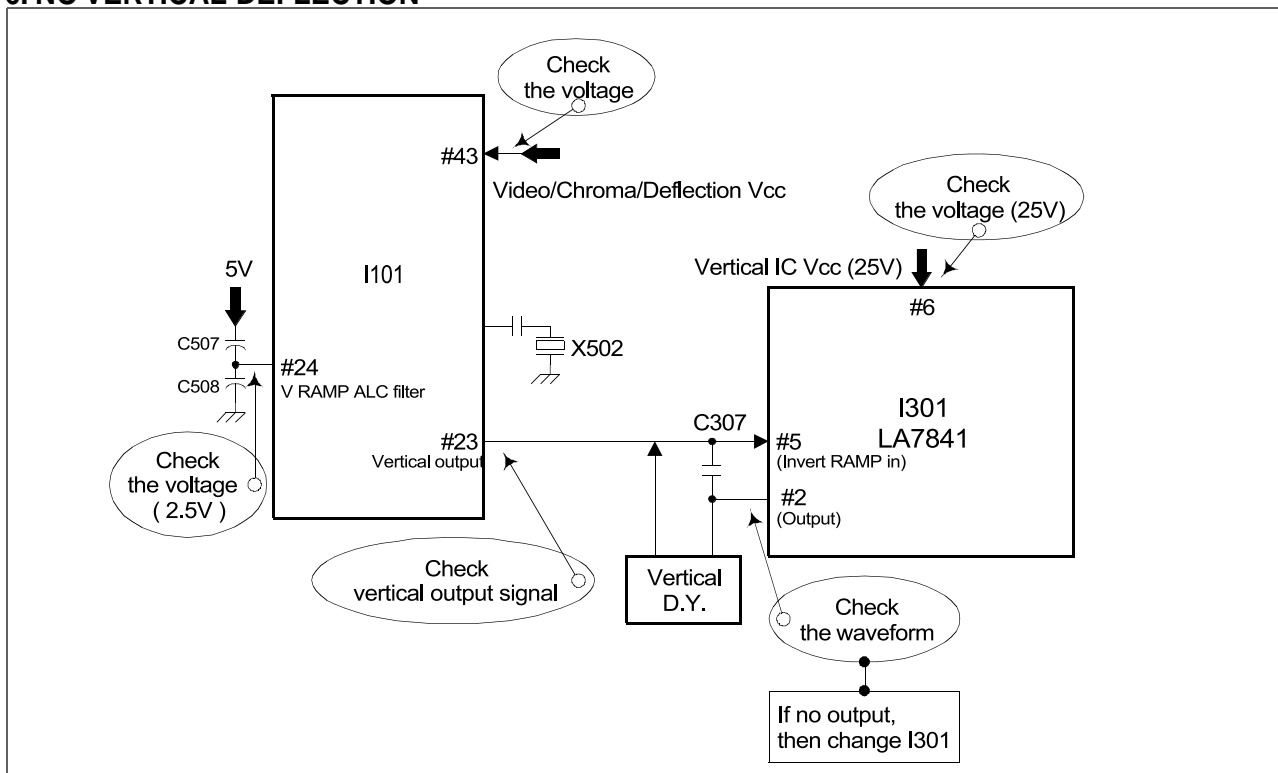 NO VERTICAL DEFLECTION
Check
the voltage
#43
Video/Chroma/Deflection Vcc
Check
the voltage (25V)
5V
I101
Vertical IC Vcc (25V)
#6
C507
X502
#24
C508
V RAMP ALC filter
I301
LA7841
C307
#23
Vertical output
#5
(Invert RAMP in)
Check
the voltage
( 2.5V )
#2
(Output)
Check
vertical output signal
Vertical
D.Y.
Check
the waveform
If no output,
then change I301